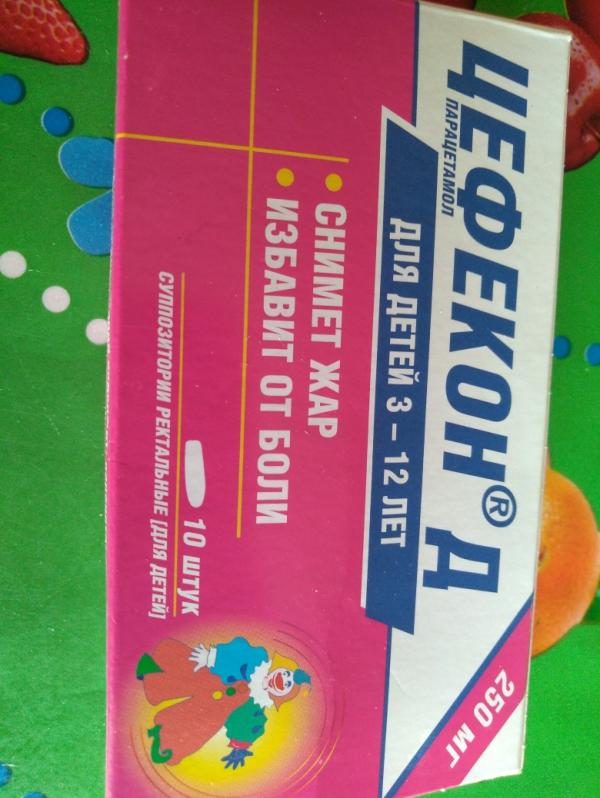 ЦЕФЕКОН® Д
ПАРАЦЕТАМОЛ
250 МГ
ДЛЯ ДЕТЕЙ 3 – 12 ЛЕТ
СНИМЕТ ЖАР
ИЗБАВИТ ОТ БОЛИ
10 ШТУК
СУППОЗИТОРИИ РЕКТАЛЬНЫЕ [ДЛЯ ДЕТЕЙ]